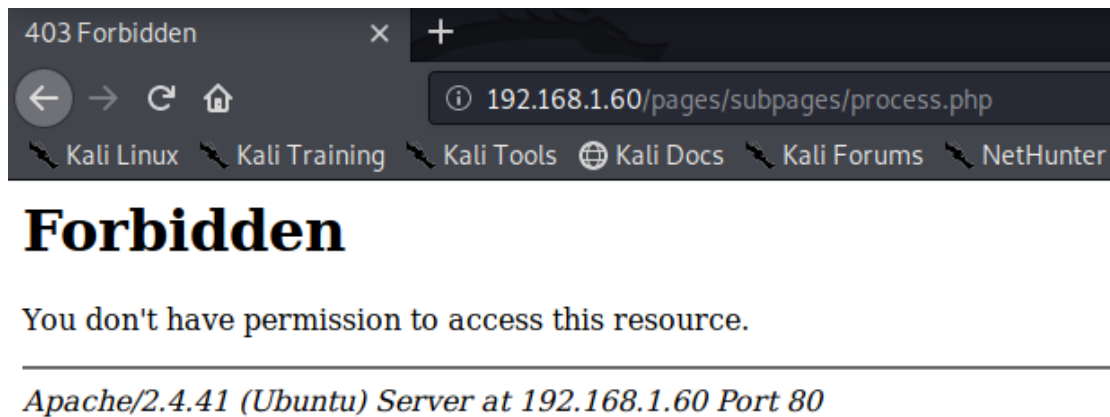 403 Forbidden
192.168.1.60/pages/subpages/process.php
Kali Linux Kali Training Kali Tools Kali Docs Kali Forums NetHunter
Forbidden
You don't have permission to access this resource.
Apache/2.4.41 (Ubuntu) Server at 192.168.1.60 Port 80